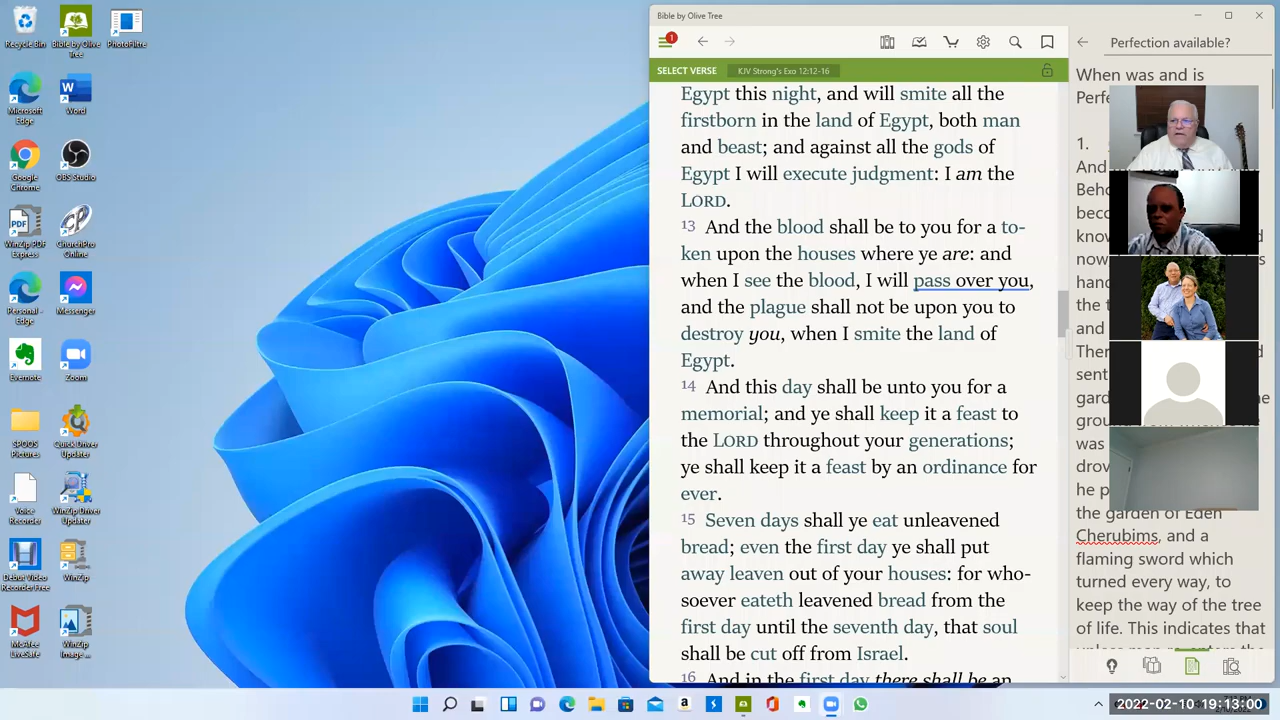 Recycle Bin
Bible by Olive Tree
PhotoFiltre
Microsoft Edge
Word
Google Chrome
OBS Studio
WinZip PDF Express
ChurchPro Online
Personal - Edge
Messenger
Evernote
Zoom
SPOOS Pictures
Quick Driver Updater
Voice Recorder
WinZip Driver Updater
Debut Video Recorder Free
WinZip
McAfee LiveSafe
WinZip Image ...
Bible by Olive Tree
1
SELECT VERSE
KJV Strong's Exo 12:12-16
Egypt this night, and will smite all the
firstborn in the land of Egypt, both man
and beast; and against all the gods of
Egypt I will execute judgment: I am the
LORD.
13 And the blood shall be to you for a to-
ken upon the houses where ye are: and
when I see the blood, I will pass over you,
and the plague shall not be upon you to
destroy you, when I smite the land of
Egypt.
14 And this day shall be unto you for a
memorial; and ye shall keep it a feast to
the LORD throughout your generations;
ye shall keep it a feast by an ordinance for
ever.
15 Seven days shall ye eat unleavened
bread; even the first day ye shall put
away leaven out of your houses: for who-
soever eateth leavened bread from the
first day until the seventh day, that soul
shall be cut off from Israel.
16 And in the first day there shall be an
Perfection available?
When was and is
1.
And
now
hand
the t
and
sent
gard
was
drov
he p
the garden of Eden
Cherubims, and a
flaming sword which
turned every way, to
keep the way of the tree
of life. This indicates that
2022-02-10 19:13:00